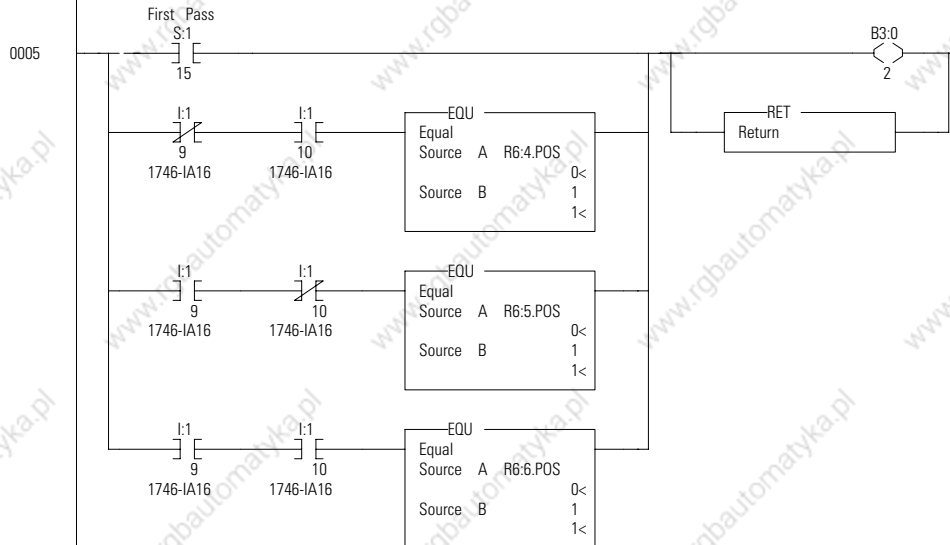 First Pass
S:1
B3:0
0005
15
2
RET
Return
I:1
I:1
EQU
Equal
9
10
Source A R6:4.POS
1746-IA16
1746-IA16
0<
Source B
1
1<
I:1
I:1
EQU
Equal
9
10
Source A R6:5.POS
1746-IA16
1746-IA16
0<
Source B
1
1<
I:1
I:1
EQU
Equal
9
10
Source A R6:6.POS
1746-IA16
1746-IA16
0<
Source B
1
1<
www.rgbautomatyka.pl